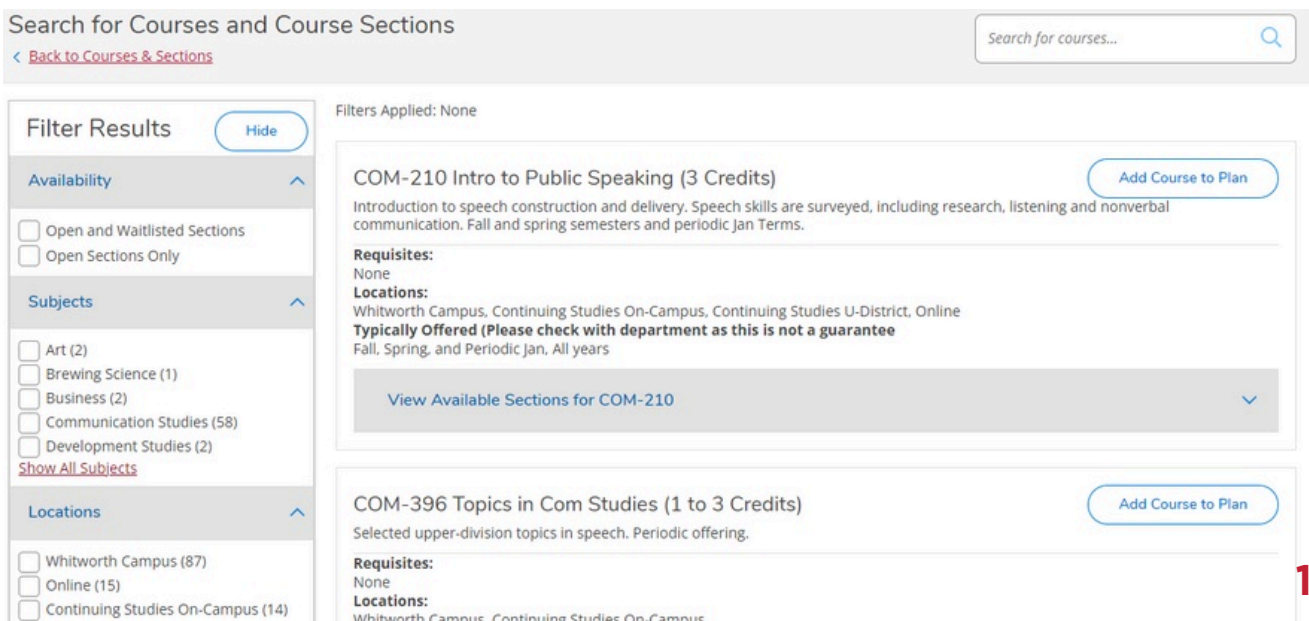 Search for Courses and Course Sections
< Back to Courses & Sections
Search for courses...
Filter Results
Hide
Availability
Open and Waitlisted Sections
Open Sections Only
Subjects
Art (2)
Brewing Science (1)
Business (2)
Communication Studies (58)
Development Studies (2)
Show All Subjects
Locations
Whitworth Campus (87)
Online (15)
Continuing Studies On-Campus (14)
Filters Applied: None
COM-210 Intro to Public Speaking (3 Credits)
Add Course to Plan
Introduction to speech construction and delivery. Speech skills are surveyed, including research, listening and nonverbal
communication. Fall and spring semesters and periodic Jan Terms.
Requisites:
None
Locations:
Whitworth Campus, Continuing Studies On-Campus, Continuing Studies U-District, Online
Typically Offered (Please check with department as this is not a guarantee
Fall, Spring, and Periodic Jan, All years
View Available Sections for COM-210
COM-396 Topics in Com Studies (1 to 3 Credits)
Add Course to Plan
Selected upper-division topics in speech. Periodic offering.
Requisites:
None
Locations:
Whitworth Campus, Continuing Studies On-Campus
1